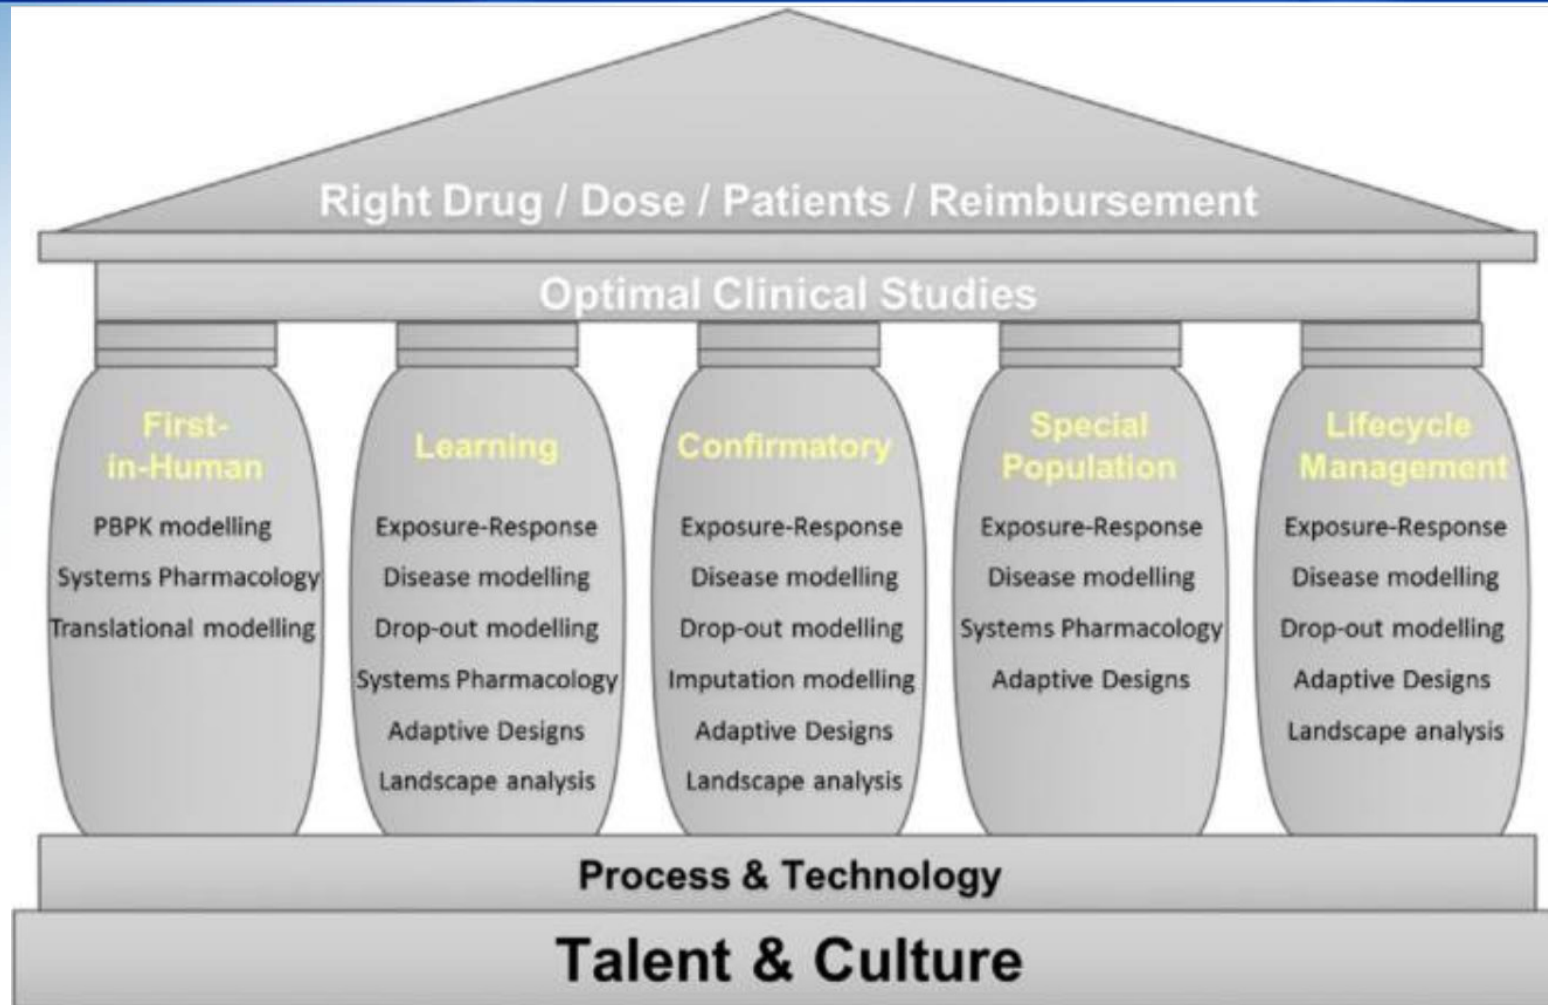 Right Drug / Dose / Patients / Reimbursement
Optimal Clinical Studies
First-
in-Human
PBPK modelling
Systems Pharmacology
Translational modelling
Learning
Exposure-Response
Disease modelling
Drop-out modelling
Systems Pharmacology
Adaptive Designs
Landscape analysis
Confirmatory
Exposure-Response
Disease modelling
Drop-out modelling
Imputation modelling
Adaptive Designs
Landscape analysis
Special
Population
Exposure-Response
Disease modelling
Systems Pharmacology
Adaptive Designs
Lifecycle
Management
Exposure-Response
Disease modelling
Drop-out modelling
Adaptive Designs
Landscape analysis
Process & Technology
Talent & Culture